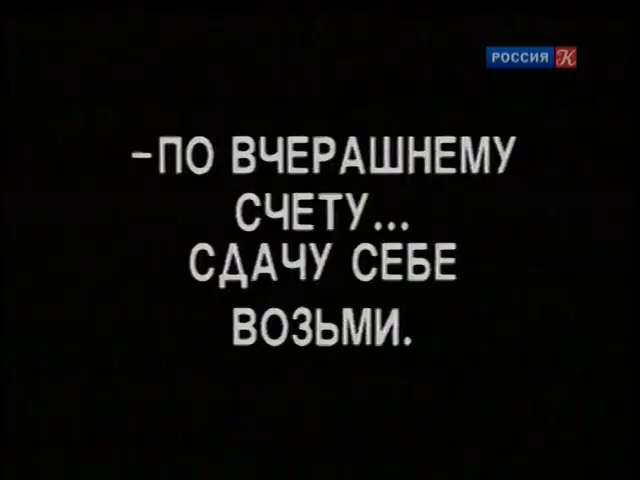 РОССИЯ К
-ПО ВЧЕРАШНЕМУ
СЧЕТУ...
СДАЧУ СЕБЕ
ВОЗЬМИ.